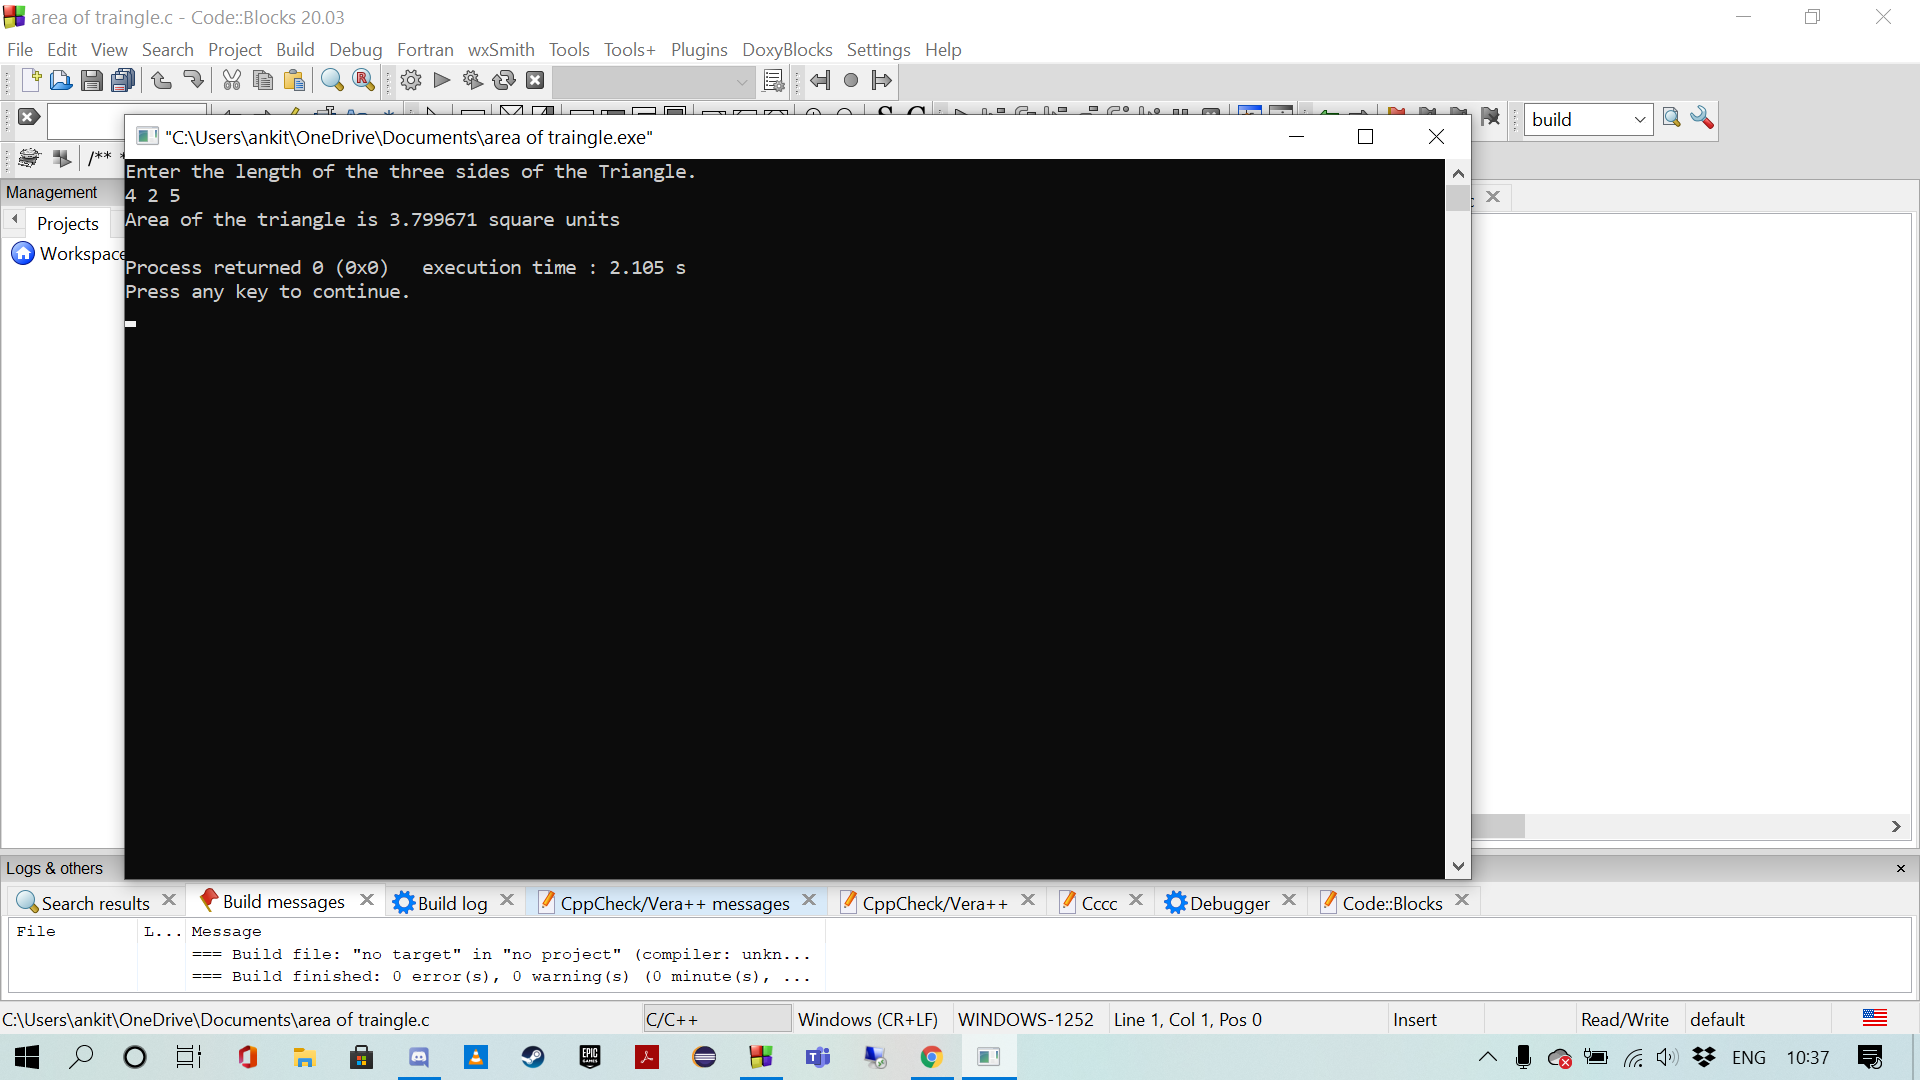 area of traingle.c - Code::Blocks 20.03
File Edit View Search Project Build Debug Fortran wxSmith Tools Tools+ Plugins DoxyBlocks Settings Help
build
/**
"C:\Users\ankit\OneDrive\Documents\area of traingle.exe"
Management
Projects
Workspace
Enter the length of the three sides of the Triangle.
4 2 5
Area of the triangle is 3.799671 square units
Process returned 0 (0x0)   execution time : 2.105 s
Press any key to continue.
Logs & others
Search results Build messages Build log CppCheck/Vera++ messages CppCheck/Vera++ Cccc Debugger Code::Blocks
File L... Message
=== Build file: "no target" in "no project" (compiler: unkn...
=== Build finished: 0 error(s), 0 warning(s) (0 minute(s), ...
C:\Users\ankit\OneDrive\Documents\area of traingle.c C/C++ Windows (CR+LF) WINDOWS-1252 Line 1, Col 1, Pos 0 Insert Read/Write default
EPIC GAMES
ENG 10:37